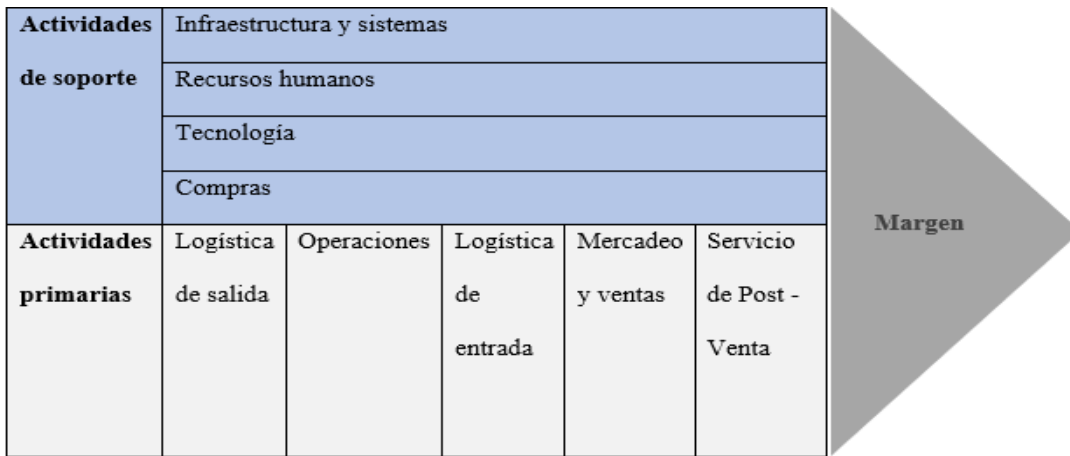 Actividades
de soporte
Infraestructura y sistemas
Recursos humanos
Tecnología
Compras
Actividades
primarias
Logística
de salida
Operaciones
Logística
de
entrada
Mercadeo
y ventas
Servicio
de Post -
Venta
Margen